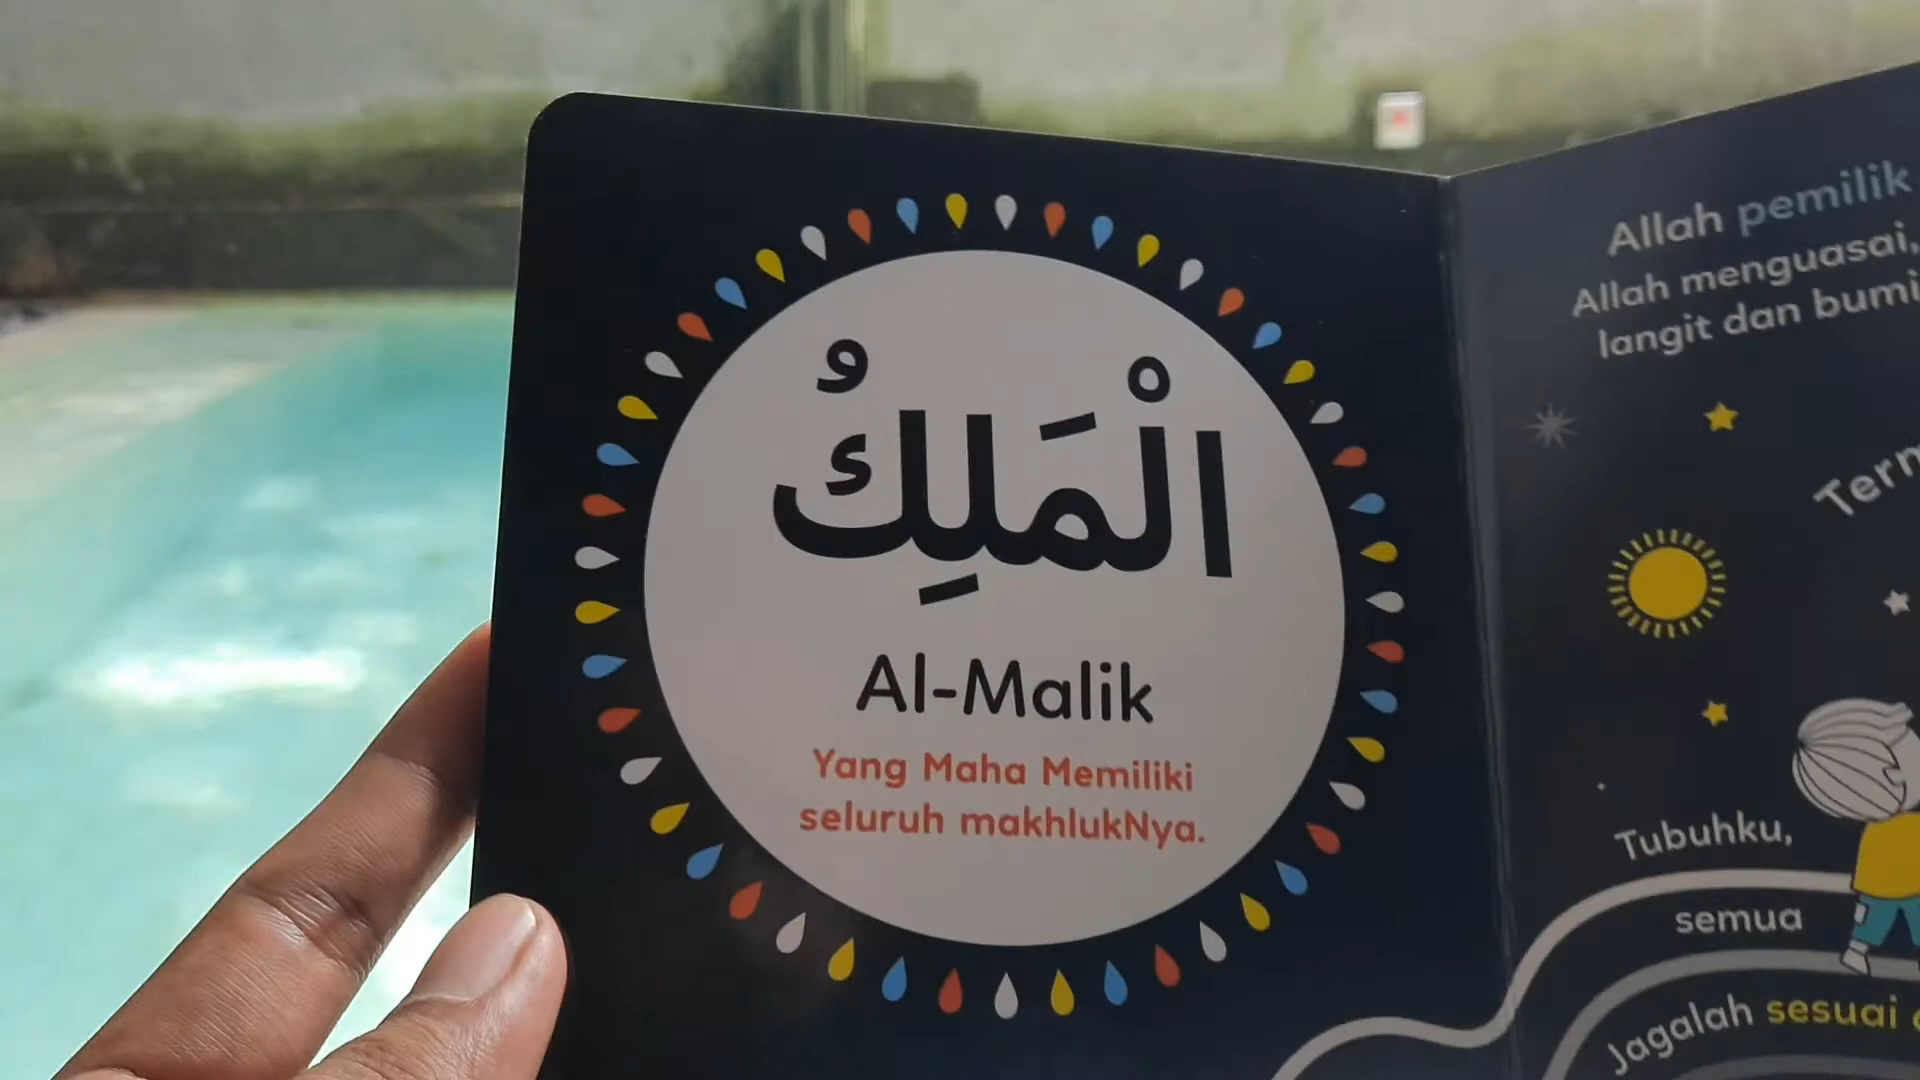 الْمَلِكُ
Al-Malik
Yang Maha Memiliki
seluruh makhlukNya.
Allah pemilik
Allah menguasai,
langit dan bumi
Tubuhku,
semua
Jagalah sesuai